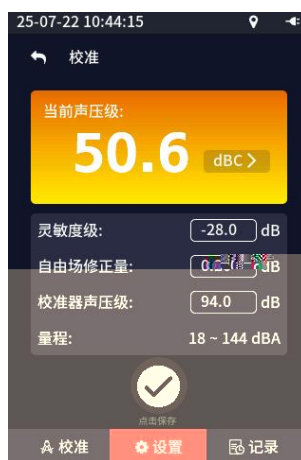 25-07-22 10:44:15
校准
当前声压级:
50.6 dBC
灵敏度级: -28.0 dB
自由场修正量: dB
校准器声压级: 94.0 dB
量程: 18 ~ 144 dBA
点击保存
校准 设置 记录